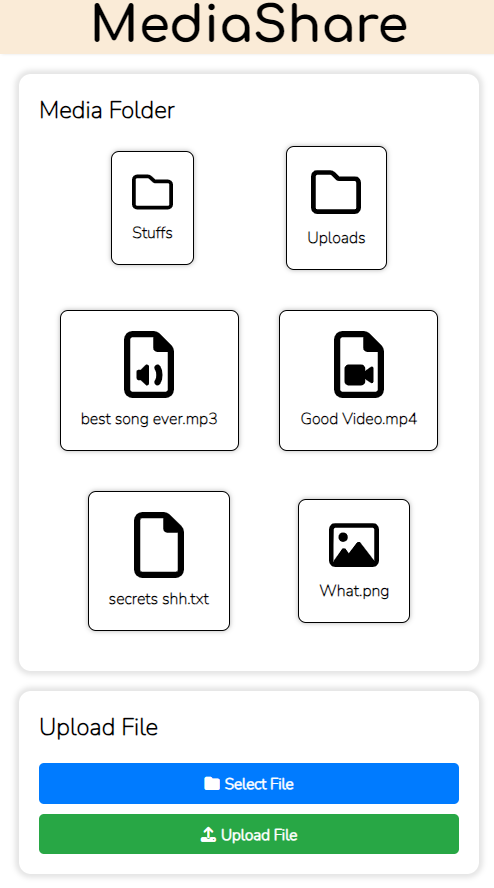 MediaShare
Media Folder
Stuffs
Uploads
best song ever.mp3
Good Video.mp4
secrets shh.txt
What.png
Upload File
Select File
Upload File